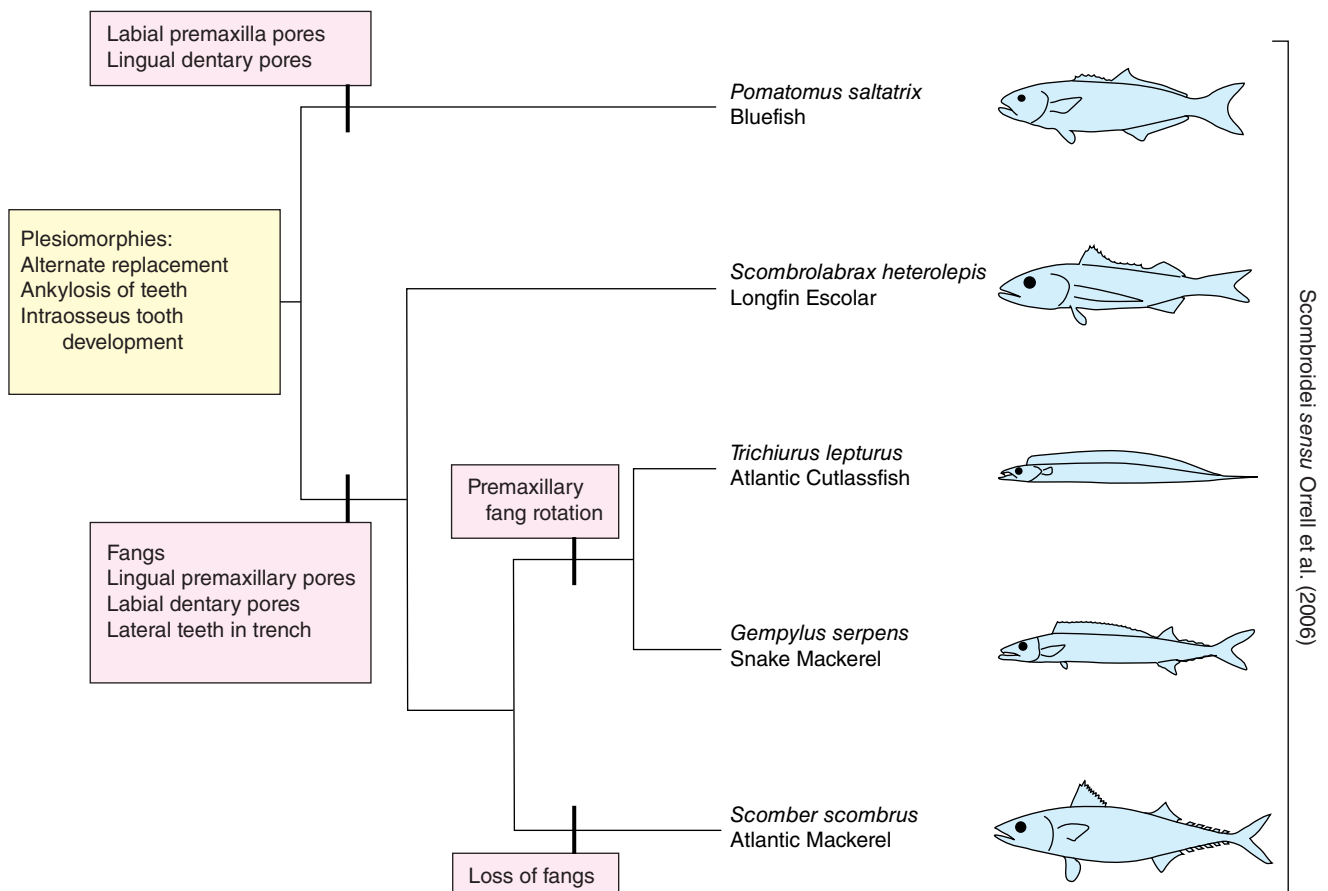 Labial premaxilla pores
Lingual dentary pores
Pomatomus saltatrix
Bluefish
Plesiomorphies:
Alternate replacement
Ankylosis of teeth
Intraosseus tooth
development
Scombrolabrax heterolepis
Longfin Escolar
Trichiurus lepturus
Atlantic Cutlassfish
Premaxillary
fang rotation
Fangs
Lingual premaxillary pores
Labial dentary pores
Lateral teeth in trench
Gempylus serpens
Snake Mackerel
Scomber scombrus
Atlantic Mackerel
Loss of fangs
Scombroidei sensu Orrell et al. (2006)